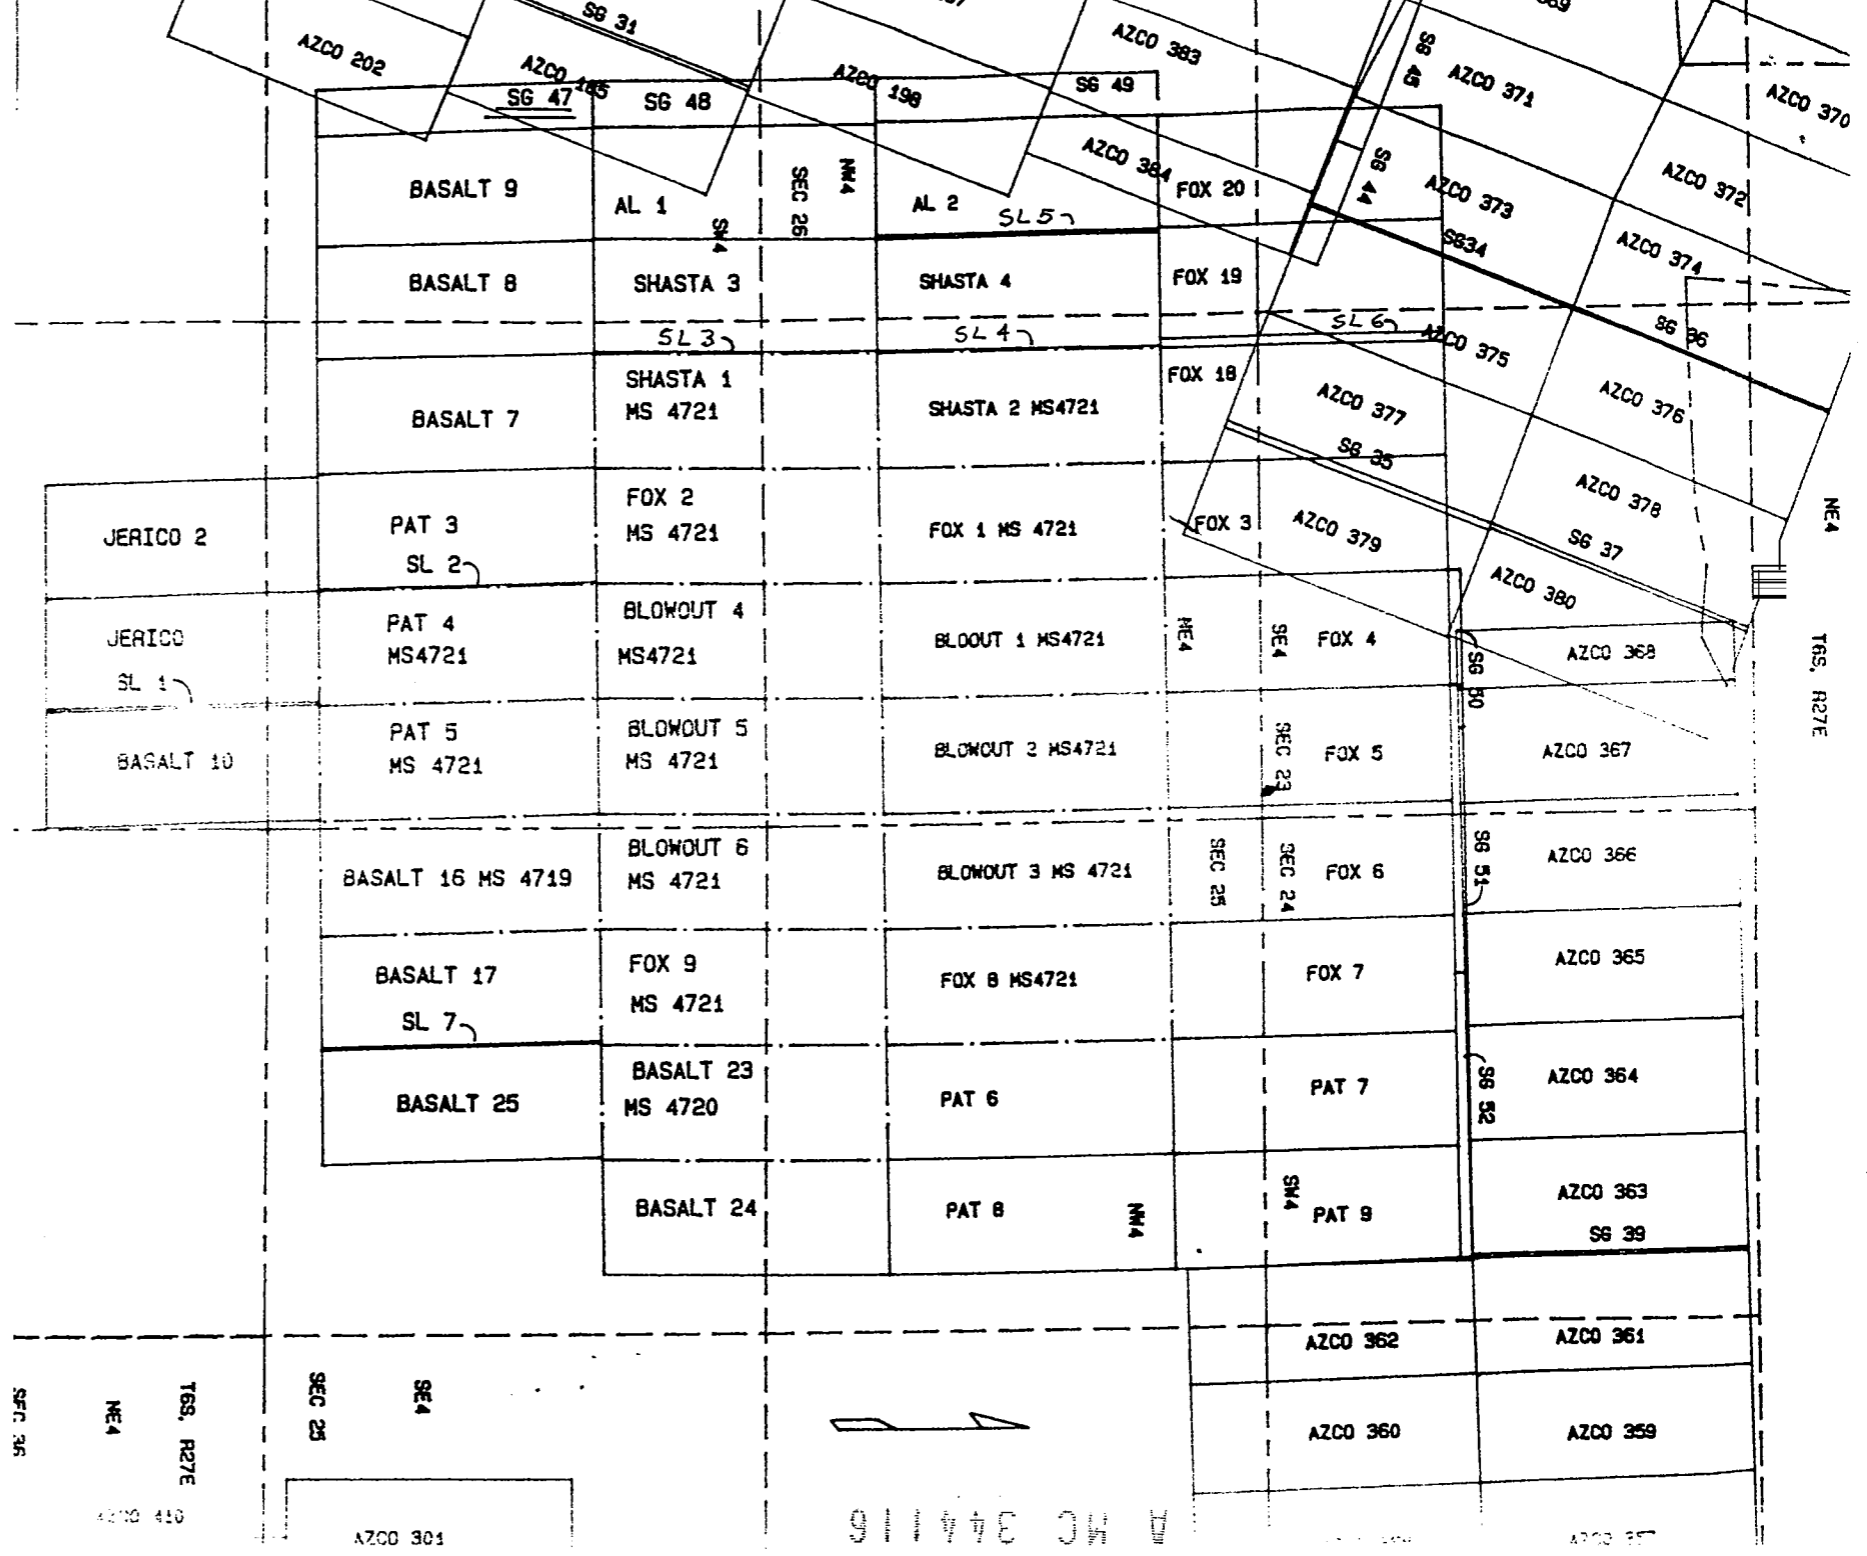 SG 31
AZCO 202
AZCO 383
AZCO 371
AZCO 370
SG 45
AZCO 185
SG 47
SG 48
AZCO 198
SG 49
AZCO 384
SG 44
AZCO 373
AZCO 372
BASALT 9
AL 1
SW4
SEC 26
NW4
AL 2
SL 5
FOX 20
SG34
AZCO 374
BASALT 8
SHASTA 3
SHASTA 4
FOX 19
SL 3
SL 4
SL 6
AZCO 375
SG 36
BASALT 7
SHASTA 1
MS 4721
SHASTA 2 MS4721
FOX 18
AZCO 377
AZCO 376
SG 35
JERICO 2
PAT 3
SL 2
FOX 2
MS 4721
FOX 1 MS 4721
FOX 3
AZCO 379
AZCO 378
SG 37
NE4
AZCO 380
JERICO
SL 1
PAT 4
MS4721
BLOWOUT 4
MS4721
BLOOUT 1 MS4721
NE4
SE4
FOX 4
SG 50
AZCO 368
T6S, R27E
BASALT 10
PAT 5
MS 4721
BLOWOUT 5
MS 4721
BLOWOUT 2 MS4721
SEC 23
FOX 5
AZCO 367
BASALT 16 MS 4719
BLOWOUT 6
MS 4721
BLOWOUT 3 MS 4721
SEC 25
SEC 24
FOX 6
SG 51
AZCO 366
BASALT 17
SL 7
FOX 9
MS 4721
FOX 8 MS4721
FOX 7
AZCO 365
BASALT 25
BASALT 23
MS 4720
PAT 6
PAT 7
SG 52
AZCO 364
BASALT 24
PAT 8
NW4
SW4
PAT 9
AZCO 363
SG 39
AZCO 362
AZCO 361
SEC 36
NE4
T6S, R27E
SEC 25
SE4
AZCO 360
AZCO 359
AZCO 410
AZCO 301
A MC 344116